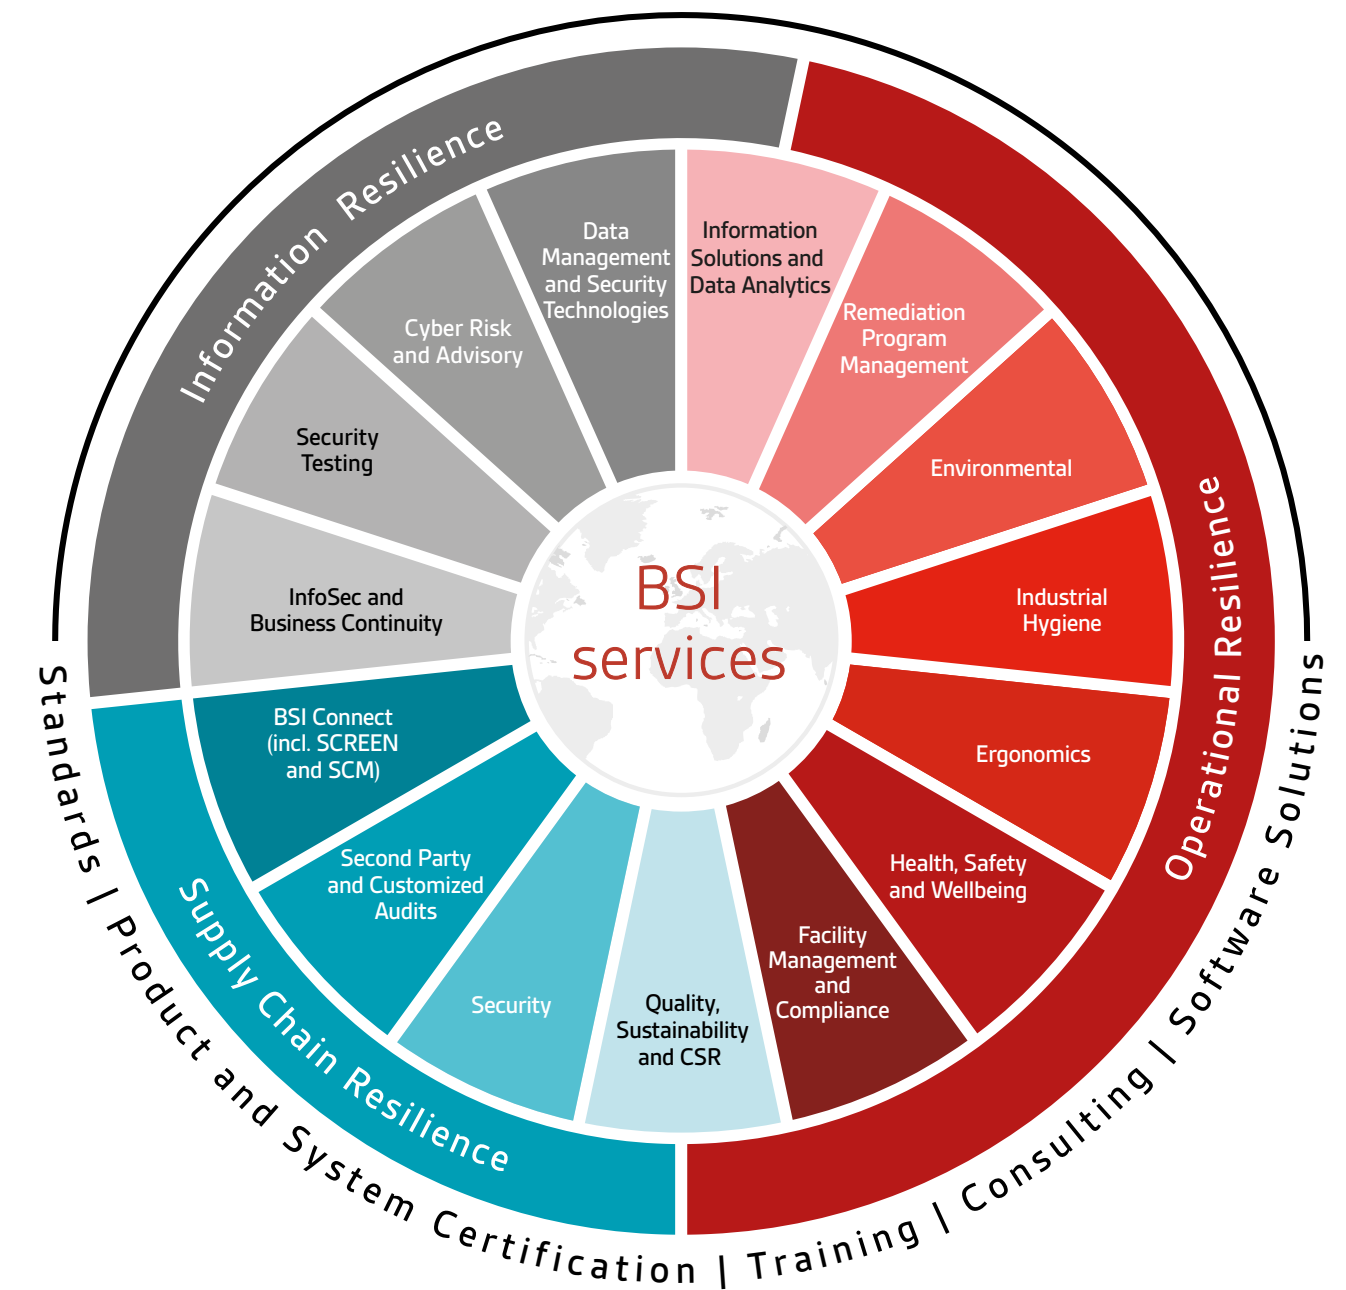 Information Resilience
Data
Management
and Security
Technologies
Information
Solutions and
Data Analytics
Cyber Risk
and Advisory
Remediation
Program
Management
Security
Testing
Environmental
InfoSec and
Business Continuity
Industrial
Hygiene
BSI
services
Operational Resilience
BSI Connect
(incl. SCREEN
and SCM)
Ergonomics
Second Party
and Customized
Audits
Health, Safety
and Wellbeing
Security
Quality,
Sustainability
and CSR
Facility
Management
and
Compliance
Supply Chain Resilience
Standards | Product and System Certification | Training | Consulting | Software Solutions